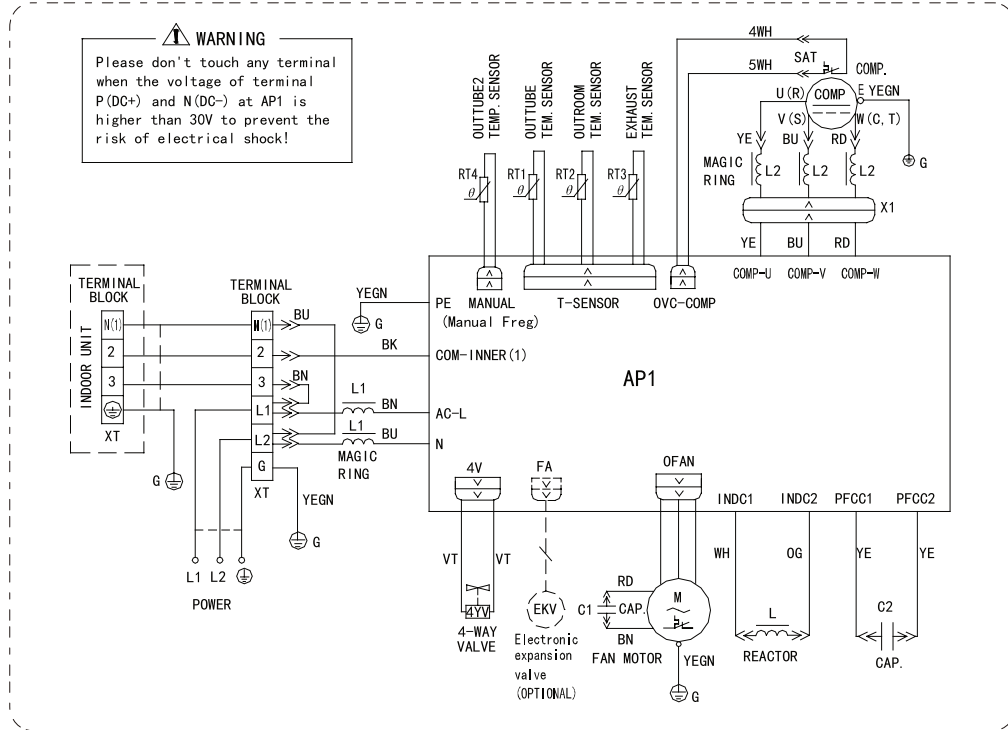 WARNING
Please don't touch any terminal
when the voltage of terminal
P(DC+) and N(DC-) at AP1 is
higher than 30V to prevent the
risk of electrical shock!
OUTTUBE2
TEMP. SENSOR
OUTTUBE
TEM. SENSOR
OUTROOM
TEM. SENSOR
EXHAUST
TEM. SENSOR
RT4
θ
RT1
θ
RT2
θ
RT3
θ
4WH
5WH
SAT
COMP.
U(R)
COMP
E YEGN
V(S)
W(C,T)
G
YE
BU
RD
MAGIC
RING
L2
L2
L2
X1
YE
BU
RD
COMP-U
COMP-V
COMP-W
YEGN
G
PE
MANUAL
(Manual Freg)
T-SENSOR
OVC-COMP
TERMINAL
BLOCK
TERMINAL
BLOCK
INDOOR UNIT
N(1)
2
3
XT
G
N(1)
2
3
L1
L2
G
XT
BU
BK
BN
L1
BN
L1
BU
MAGIC
RING
YEGN
G
COM-INNER(1)
AC-L
N
AP1
L1
L2
POWER
4V
FA
OFAN
INDC1
INDC2
PFCC1
PFCC2
VT
VT
4YV
4-WAY
VALVE
EKV
Electronic
expansion
valve
(OPTIONAL)
RD
C1
CAP.
BN
M
~
FAN MOTOR
YEGN
G
WH
OG
L
REACTOR
YE
YE
C2
CAP.